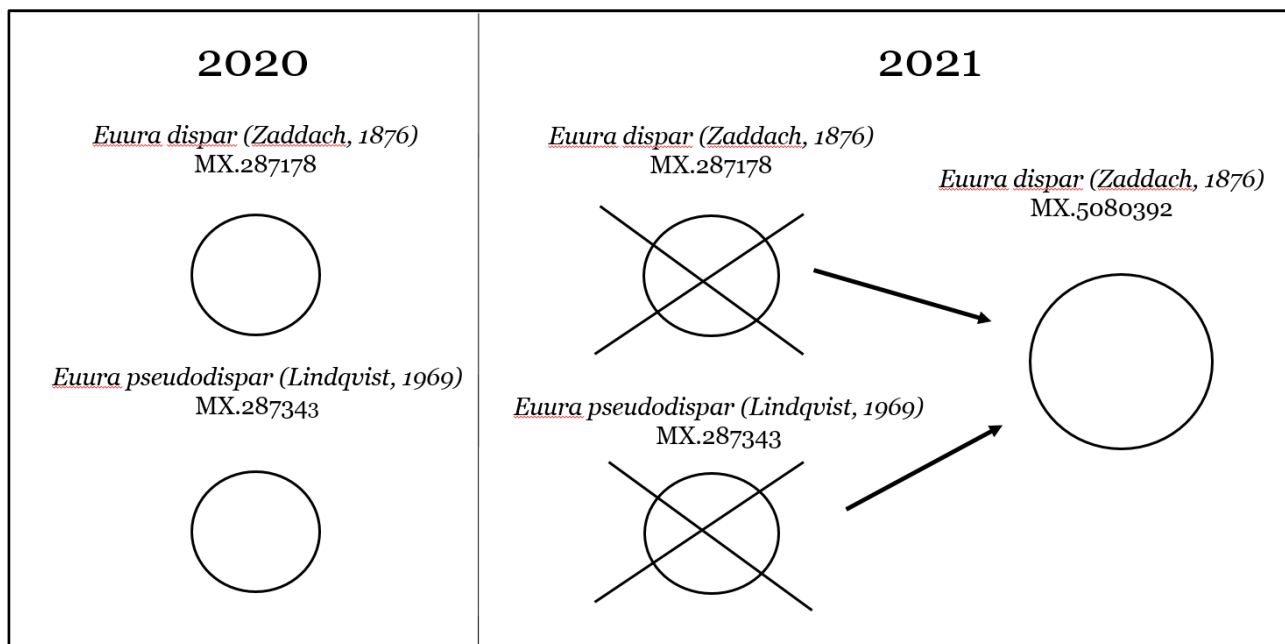 2020
Euura dispar (Zaddach, 1876)
MX.287178
Euura pseudodispar (Lindqvist, 1969)
MX.287343
2021
Euura dispar (Zaddach, 1876)
MX.287178
Euura pseudodispar (Lindqvist, 1969)
MX.287343
Euura dispar (Zaddach, 1876)
MX.5080392